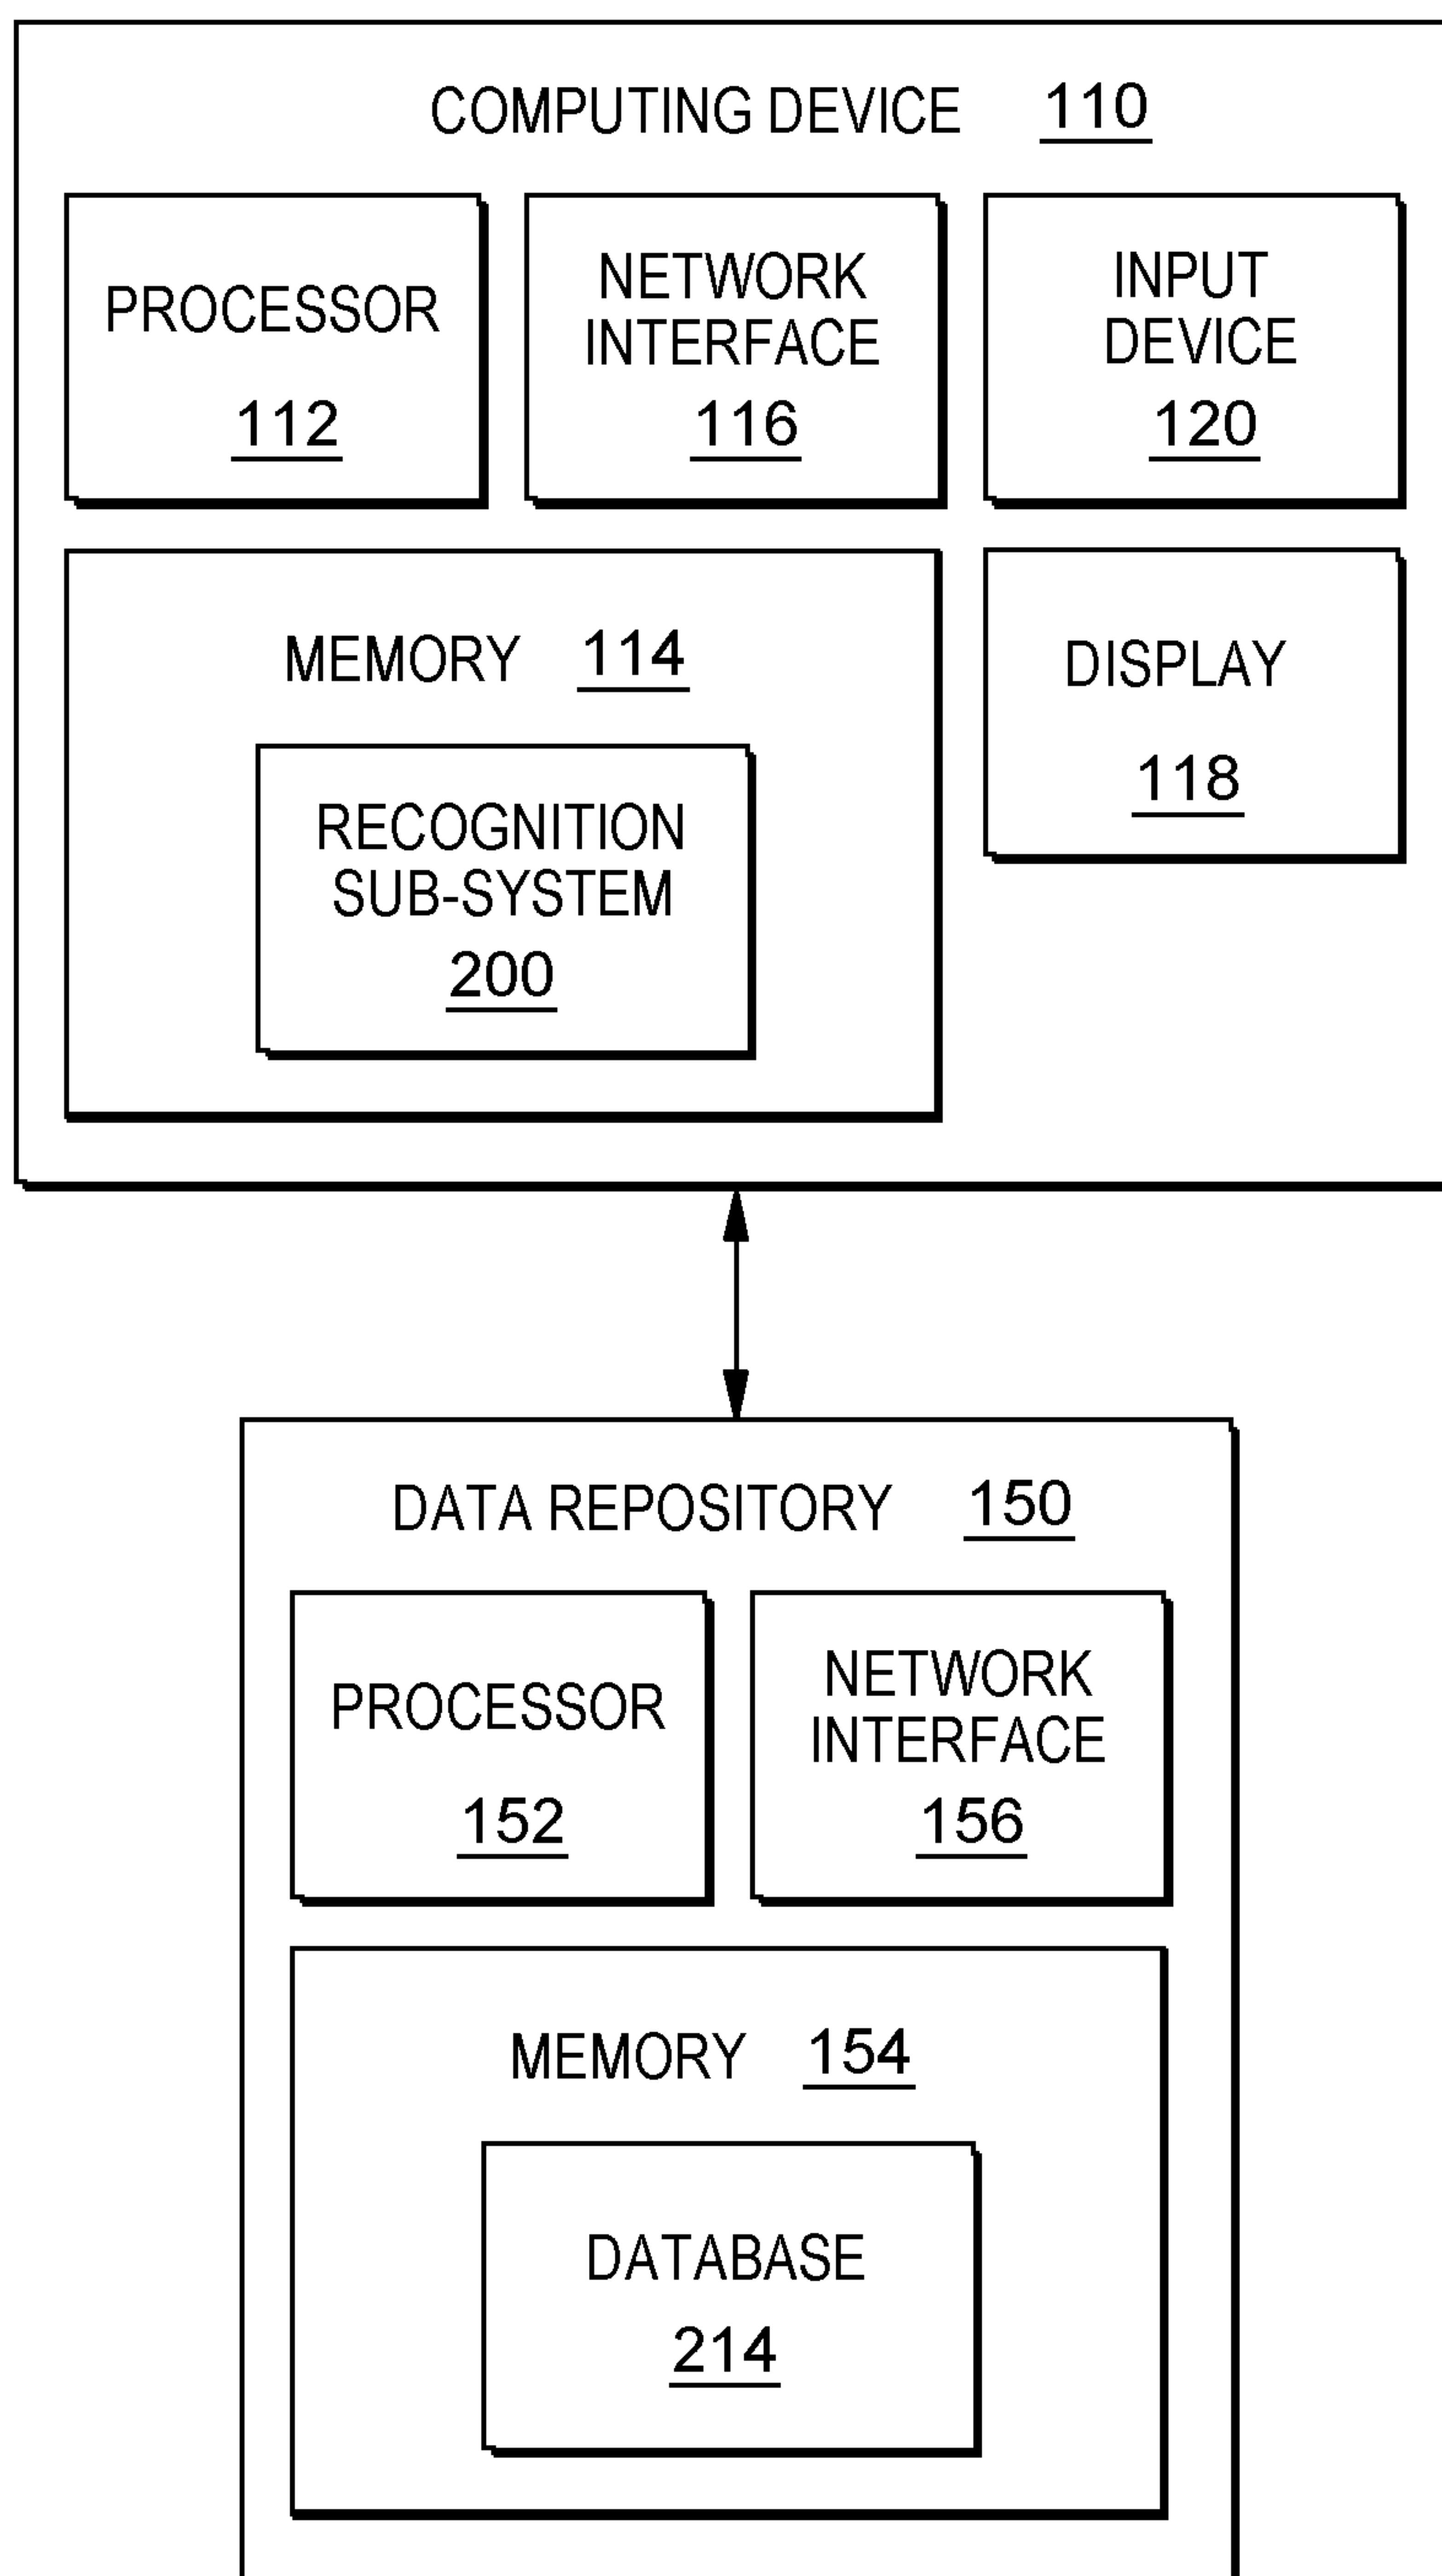 COMPUTING DEVICE 110
PROCESSOR
112
NETWORK
INTERFACE
116
INPUT
DEVICE
120
MEMORY 114
RECOGNITION
SUB-SYSTEM
200
DISPLAY
118
DATA REPOSITORY 150
PROCESSOR
152
NETWORK
INTERFACE
156
MEMORY 154
DATABASE
214